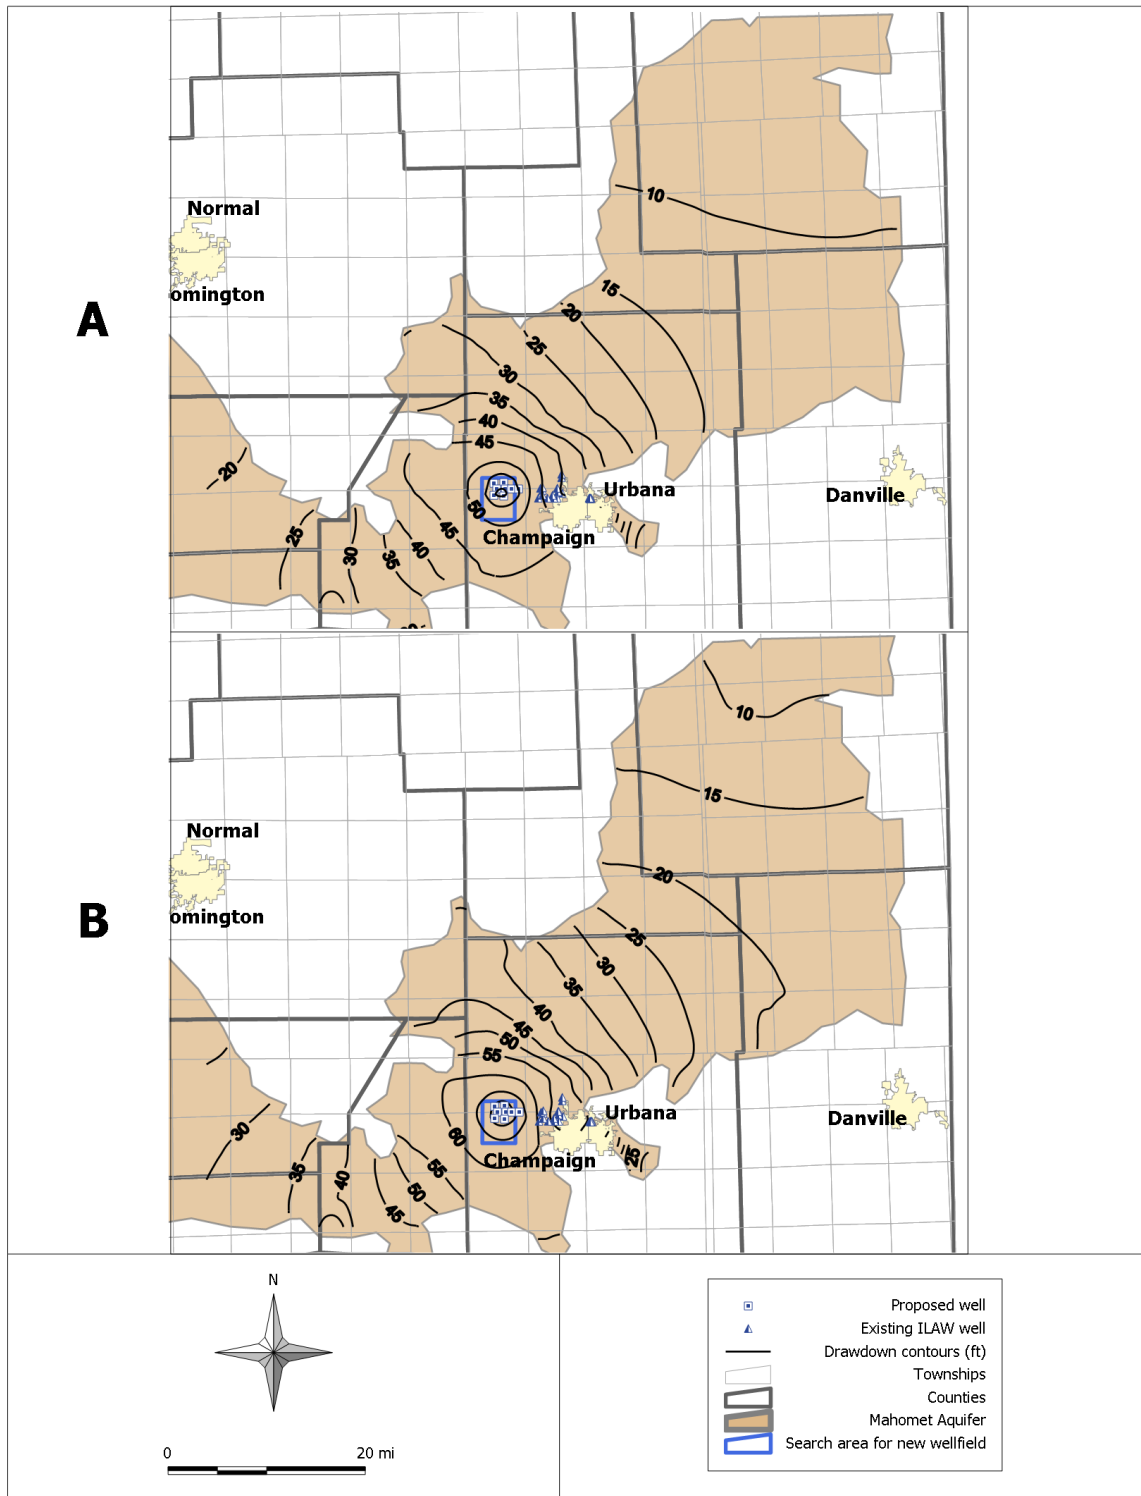 10
Normal
omington
15
20
A
25
30
35
40
45
20
50
Urbana
Danville
25
30
35
40
45
Champaign
10
15
Normal
20
omington
B
25
30
35
40
45
50
55
30
60
Urbana
Danville
Champaign
25
35
40
45
50
55
N
0 20 mi
Proposed well
Existing ILAW well
Drawdown contours (ft)
Townships
Counties
Mahomet Aquifer
Search area for new wellfield